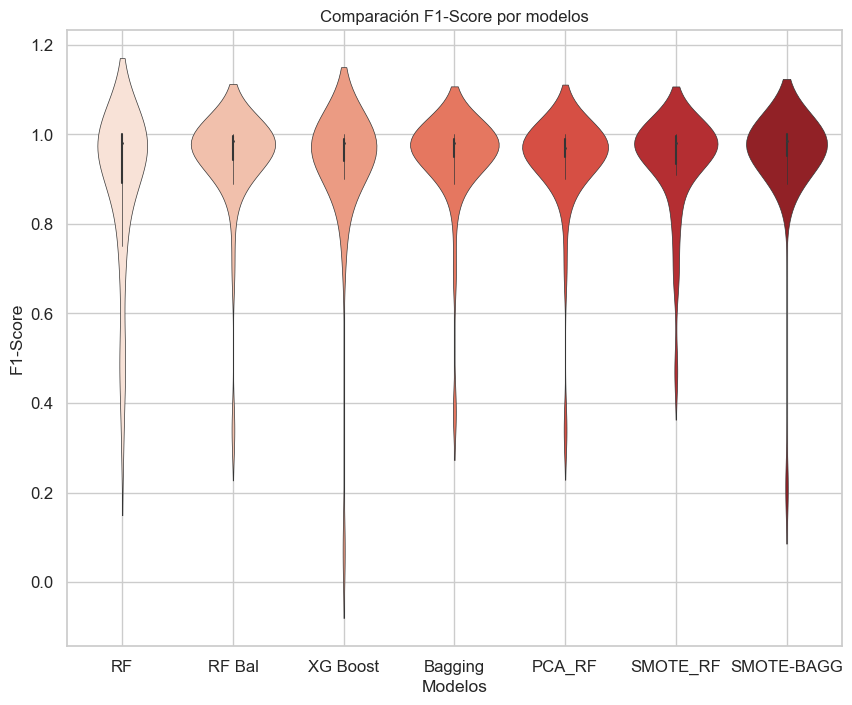 Comparación F1-Score por modelos
F1-Score
1.2
1.0
0.8
0.6
0.4
0.2
0.0
RF RF Bal XG Boost Bagging PCA_RF SMOTE_RF SMOTE-BAGG
Modelos